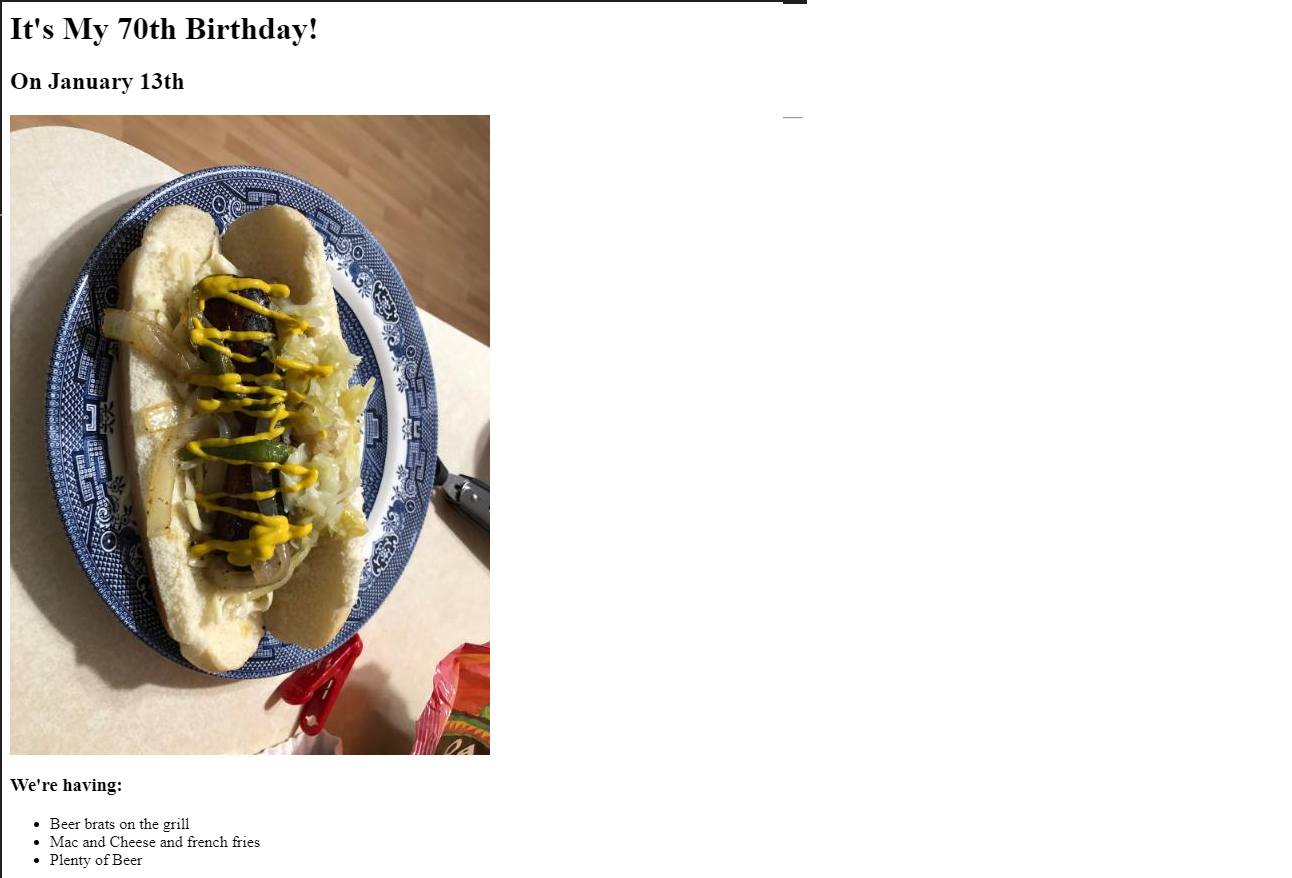 It's My 70th Birthday!
On January 13th
We're having:
Beer brats on the grill
Mac and Cheese and french fries
Plenty of Beer